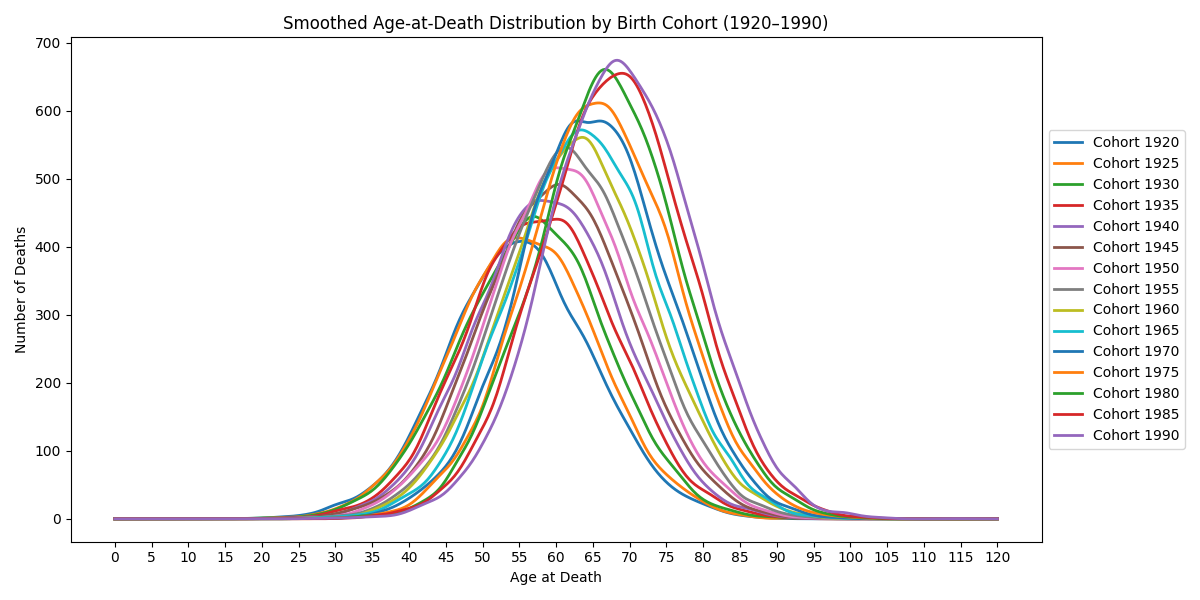 Smoothed Age-at-Death Distribution by Birth Cohort (1920–1990)
Number of Deaths
700
600
500
400
300
200
100
0
0 5 10 15 20 25 30 35 40 45 50 55 60 65 70 75 80 85 90 95 100 105 110 115 120
Age at Death
Cohort 1920
Cohort 1925
Cohort 1930
Cohort 1935
Cohort 1940
Cohort 1945
Cohort 1950
Cohort 1955
Cohort 1960
Cohort 1965
Cohort 1970
Cohort 1975
Cohort 1980
Cohort 1985
Cohort 1990